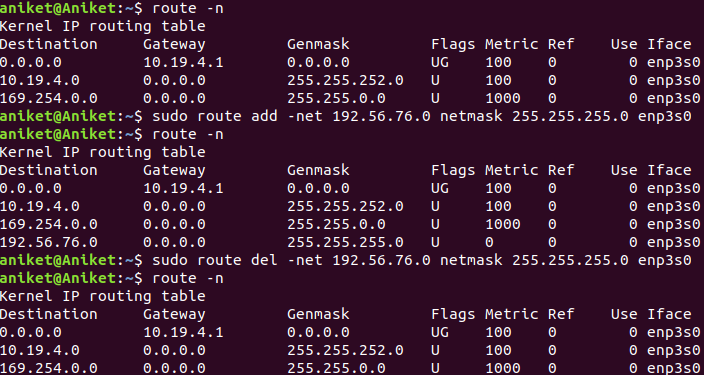 aniket@Aniket:~$ route -n
Kernel IP routing table
Destination     Gateway         Genmask         Flags Metric Ref    Use Iface
0.0.0.0         10.19.4.1       0.0.0.0         UG    100    0        0 enp3s0
10.19.4.0       0.0.0.0         255.255.252.0   U     100    0        0 enp3s0
169.254.0.0     0.0.0.0         255.255.0.0     U     1000   0        0 enp3s0
aniket@Aniket:~$ sudo route add -net 192.56.76.0 netmask 255.255.255.0 enp3s0
aniket@Aniket:~$ route -n
Kernel IP routing table
Destination     Gateway         Genmask         Flags Metric Ref    Use Iface
0.0.0.0         10.19.4.1       0.0.0.0         UG    100    0        0 enp3s0
10.19.4.0       0.0.0.0         255.255.252.0   U     100    0        0 enp3s0
169.254.0.0     0.0.0.0         255.255.0.0     U     1000   0        0 enp3s0
192.56.76.0     0.0.0.0         255.255.255.0   U     0      0        0 enp3s0
aniket@Aniket:~$ sudo route del -net 192.56.76.0 netmask 255.255.255.0 enp3s0
aniket@Aniket:~$ route -n
Kernel IP routing table
Destination     Gateway         Genmask         Flags Metric Ref    Use Iface
0.0.0.0         10.19.4.1       0.0.0.0         UG    100    0        0 enp3s0
10.19.4.0       0.0.0.0         255.255.252.0   U     100    0        0 enp3s0
169.254.0.0     0.0.0.0         255.255.0.0     U     1000   0        0 enp3s0